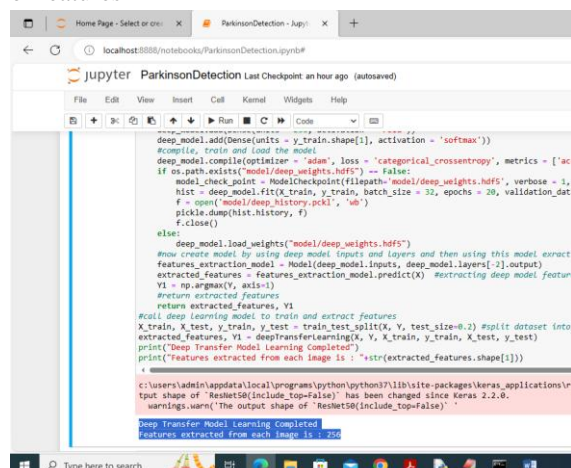 Home Page - Select or crea
ParkinsonDetection - Jupyt
localhost:8888/notebooks/ParkinsonDetection.ipynb#
jupyter ParkinsonDetection Last Checkpoint: an hour ago (autosaved)
File Edit View Insert Cell Kernel Widgets Help
Run Code
deep_model.add(Dense(units = y_train.shape[1], activation = 'softmax'))
#compile, train and load the model
deep_model.compile(optimizer = 'adam', loss = 'categorical_crossentropy', metrics = ['ac
if os.path.exists("model/deep_weights.hdf5") == False:
model_check_point = ModelCheckpoint(filepath='model/deep_weights.hdf5', verbose = 1,
hist = deep_model.fit(X_train, y_train, batch_size = 32, epochs = 20, validation_dat
f = open('model/deep_history.pckl', 'wb')
pickle.dump(hist.history, f)
f.close()
else:
deep_model.load_weights("model/deep_weights.hdf5")
#now create model by using deep model inputs and layers and then using this model exract
features_extraction_model = Model(deep_model.inputs, deep_model.layers[-2].output)
extracted_features = features_extraction_model.predict(X) #extracting deep model featur
Y1 = np.argmax(Y, axis=1)
#return extracted features
return extracted_features, Y1
#call deep learning model to train and extract features
X_train, X_test, y_train, y_test = train_test_split(X, Y, test_size=0.2) #split dataset into
extracted_features, Y1 = deepTransferLearning(X, Y, X_train, y_train, X_test, y_test)
print("Deep Transfer Model Learning Completed")
print("Features extracted from each image is : "+str(extracted_features.shape[1]))
c:\users\admin\appdata\local\programs\python\python37\lib\site-packages\keras_applications\r
tput shape of `ResNet50(include_top=False)` has been changed since Keras 2.2.0.
warnings.warn('The output shape of `ResNet50(include_top=False)` '
Deep Transfer Model Learning Completed
Features extracted from each image is : 256
Type here to search